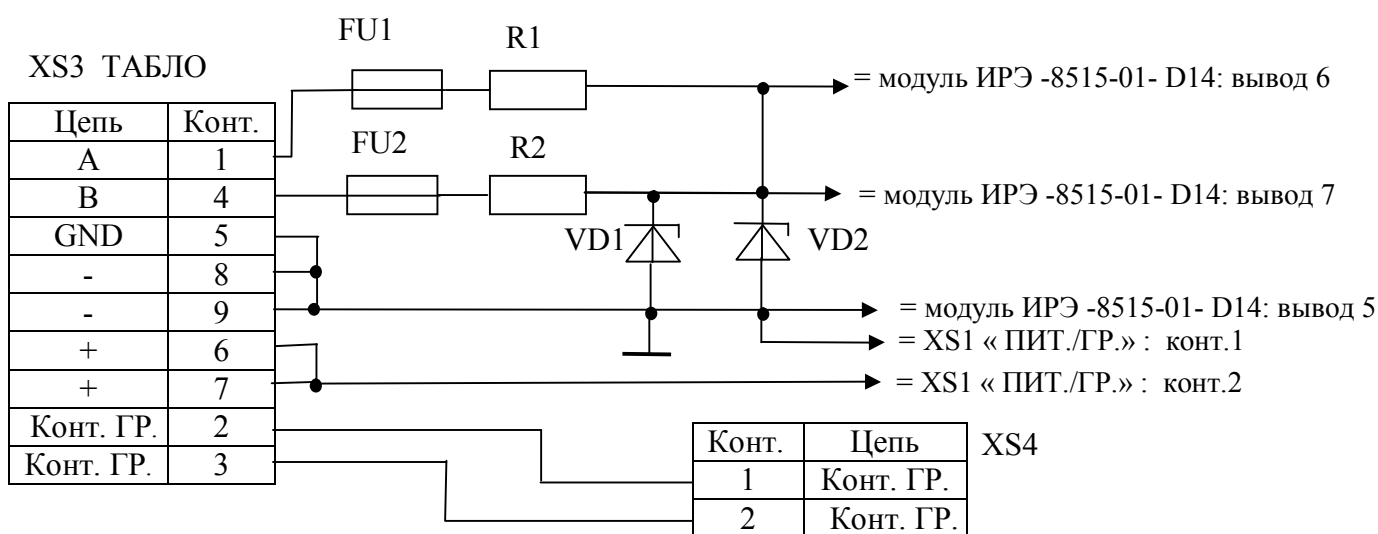 FU1
R1
XS3 ТАБЛО
= модуль ИРЭ -8515-01- D14: вывод 6
Цепь Конт.
A 1
FU2
R2
B 4
= модуль ИРЭ -8515-01- D14: вывод 7
GND 5
VD1
VD2
- 8
- 9
= модуль ИРЭ -8515-01- D14: вывод 5
+ 6
= XS1 « ПИТ./ГР.» : конт.1
+ 7
= XS1 « ПИТ./ГР.» : конт.2
Конт. ГР. 2
Конт. ГР. 3
Конт. Цепь
XS4
1 Конт. ГР.
2 Конт. ГР.